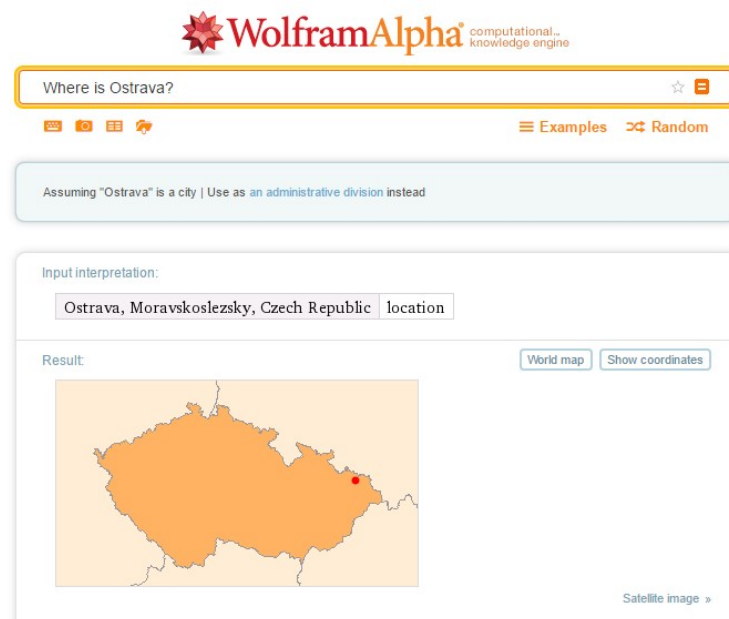 WolframAlpha computational... knowledge engine
Where is Ostrava?
Examples Random
Assuming "Ostrava" is a city | Use as an administrative division instead
Input interpretation:
Ostrava, Moravskoslezsky, Czech Republic location
Result:
World map Show coordinates
Satellite image »